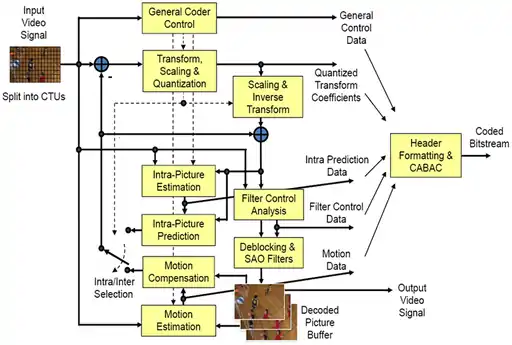 Input
Video
Signal
Split into CTUs
General Coder
Control
Transform,
Scaling &
Quantization
Scaling &
Inverse
Transform
General
Control
Data
Quantized
Transform
Coefficients
Header
Formatting &
CABAC
Coded
Bitstream
-
Intra-Picture
Estimation
Intra Prediction
Data
Filter Control
Analysis
Filter Control
Data
Intra-Picture
Prediction
Deblocking &
SAO Filters
Motion
Data
Motion
Compensation
Intra/Inter
Selection
Motion
Estimation
Decoded
Picture
Buffer
Output
Video
Signal